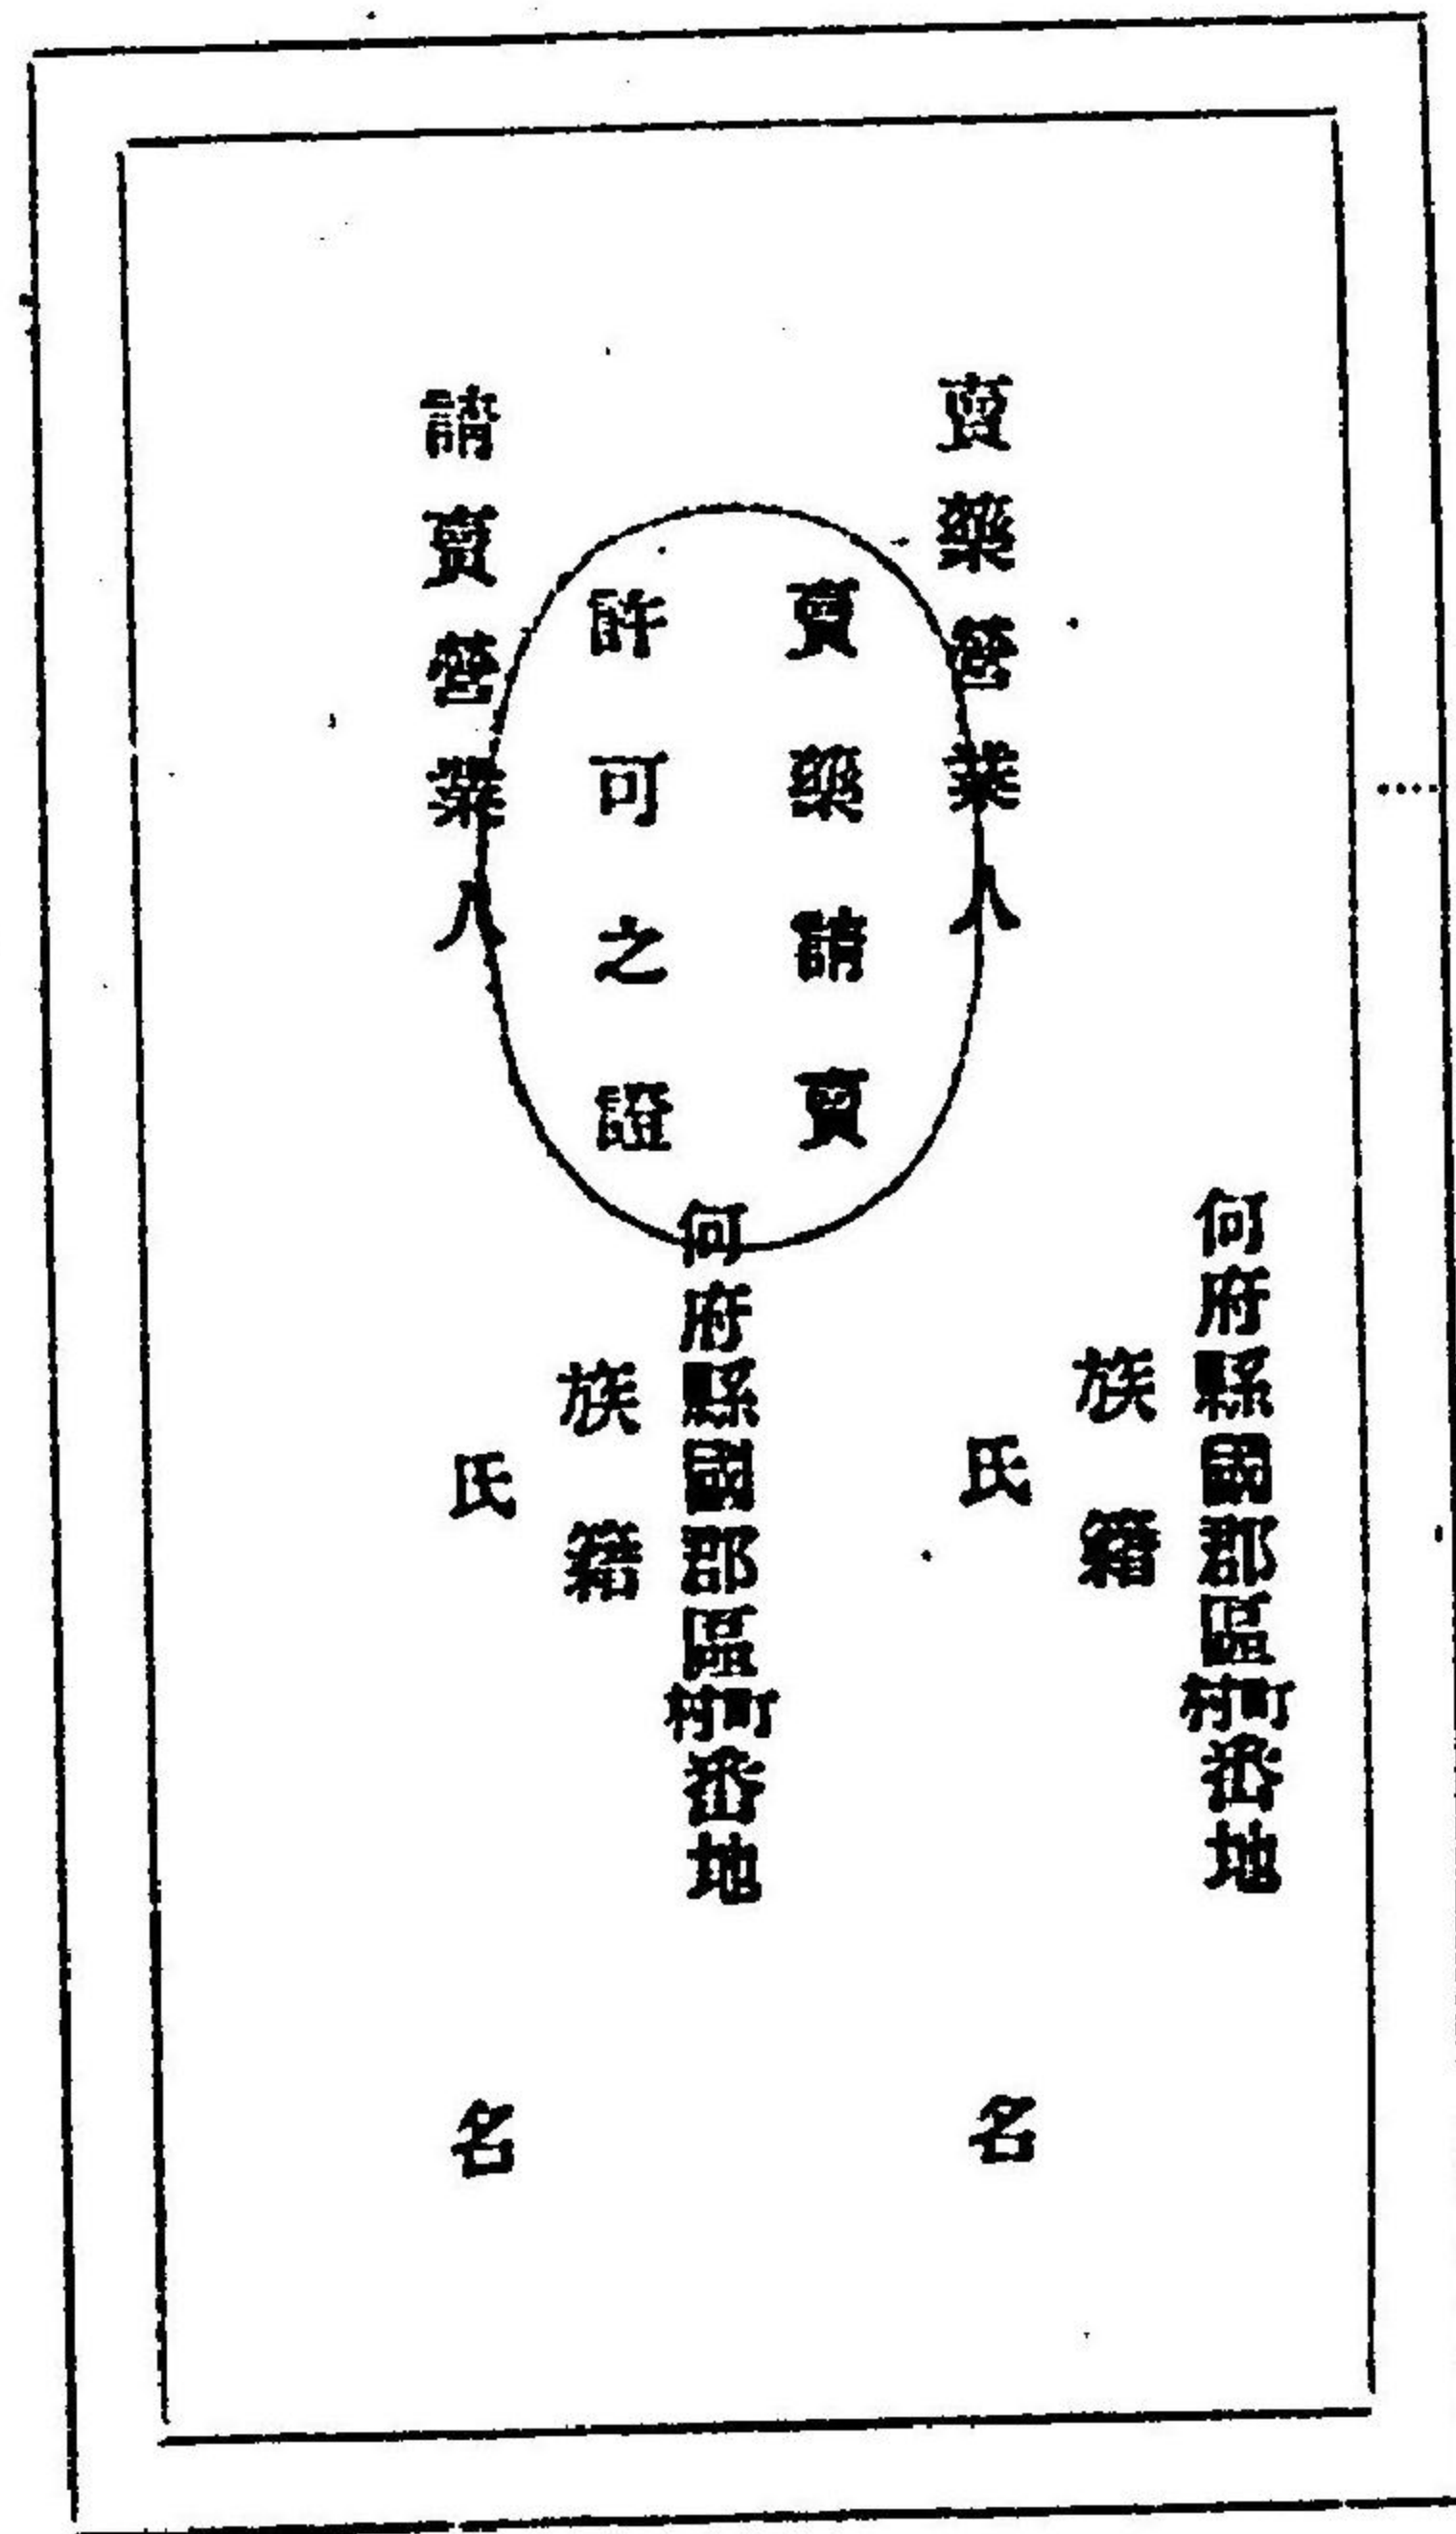 何府縣國郡區町村番地
族籍
賣藥營業人
氏名
賣藥請賣
許可之證
何府縣國郡區町村番地
族籍
請賣營業人
氏名